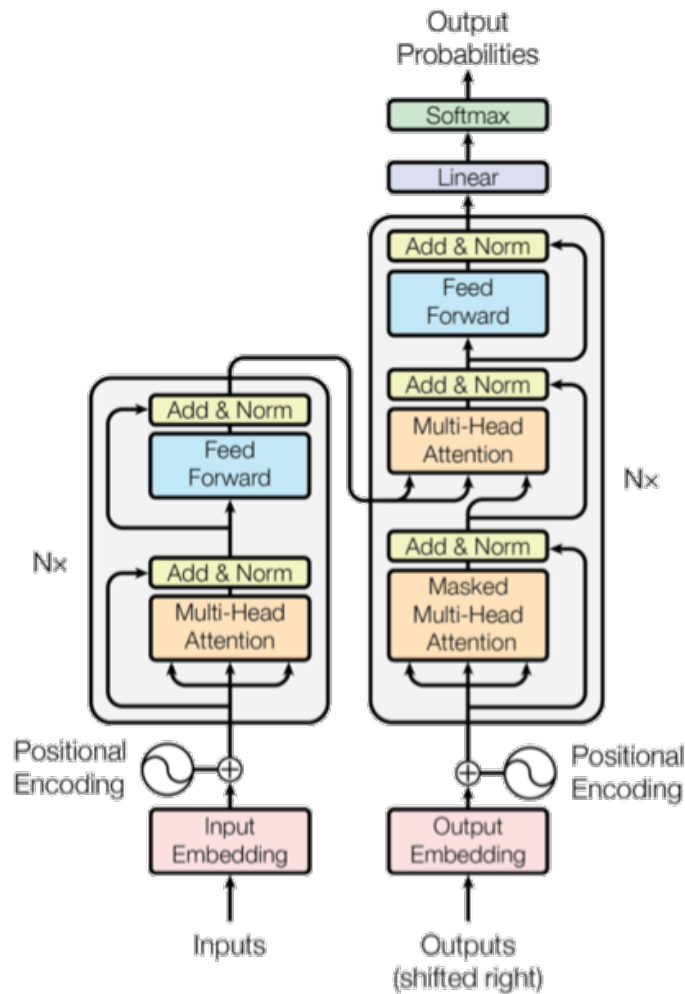 Output
Probabilities
Softmax
Linear
Add & Norm
Feed
Forward
Add & Norm
Multi-Head
Attention
Add & Norm
Masked
Multi-Head
Attention
Nx
Add & Norm
Feed
Forward
Add & Norm
Multi-Head
Attention
Nx
Positional
Encoding
Positional
Encoding
Input
Embedding
Output
Embedding
Inputs
Outputs
(shifted right)